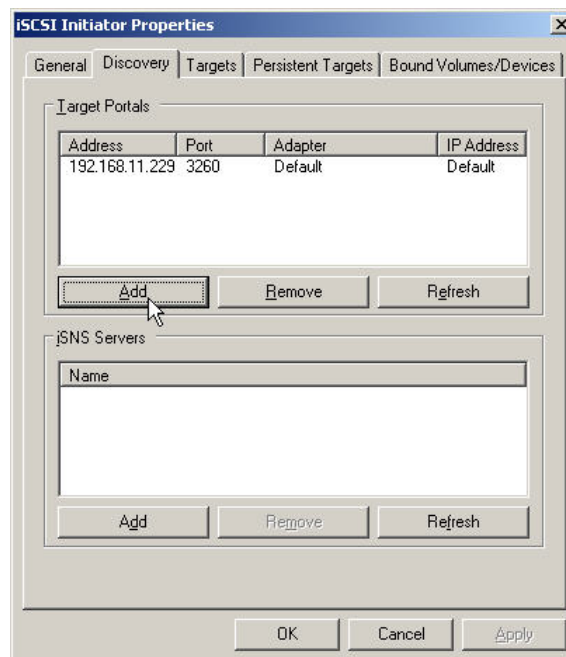 iSCSI Initiator Properties
General Discovery Targets Persistent Targets Bound Volumes/Devices
Target Portals
Address Port Adapter IP Address
192.168.11.229 3260 Default Default
Add Remove Refresh
iSNS Servers
Name
Add Remove Refresh
OK Cancel Apply